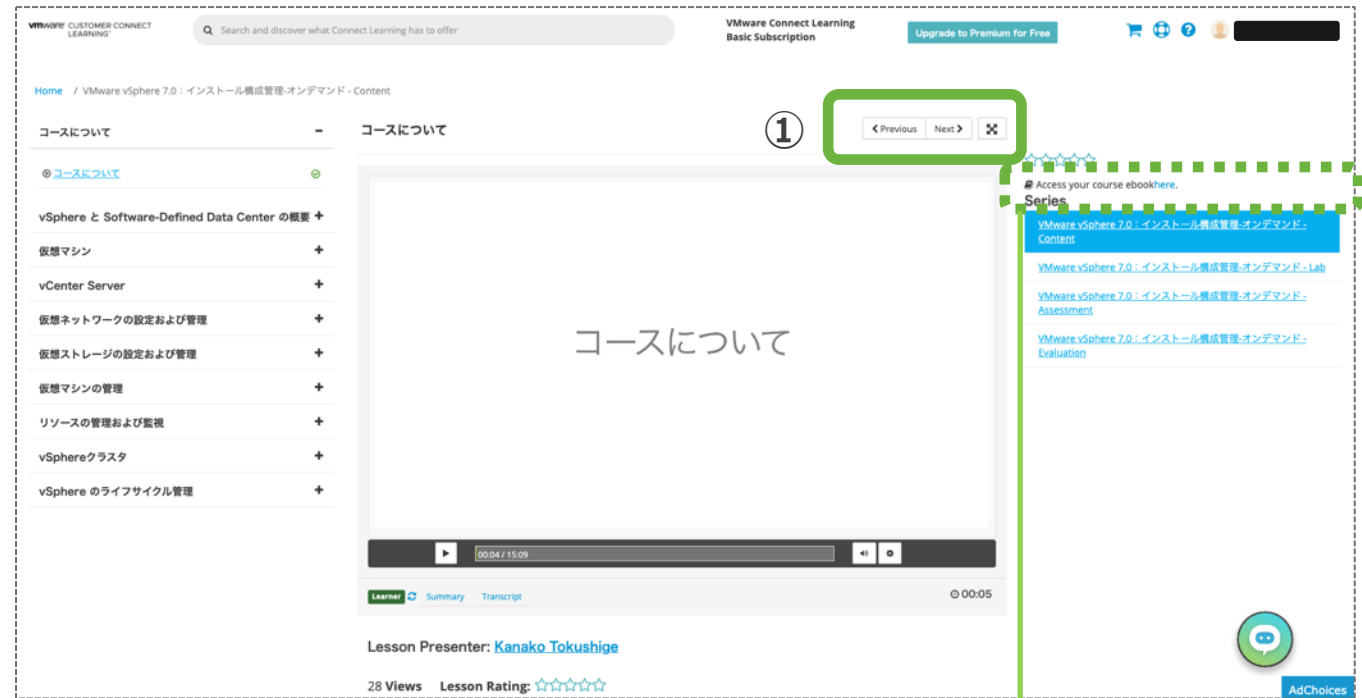 vmware CUSTOMER CONNECT
LEARNING
Search and discover what Connect Learning has to offer
VMware Connect Learning
Basic Subscription
Upgrade to Premium for Free
Home / VMware vSphere 7.0：インストール構成管理-オンデマンド - Content
コースについて
コースについて
vSphere と Software-Defined Data Center の概要
仮想マシン
vCenter Server
仮想ネットワークの設定および管理
仮想ストレージの設定および管理
仮想マシンの管理
リソースの管理および監視
vSphereクラスタ
vSphere のライフサイクル管理
コースについて
①
Previous Next
コースについて
00:04 / 15:09
Learner Summary Transcript
00:05
Lesson Presenter: Kanako Tokushige
28 Views Lesson Rating:
Access your course ebookhere.
Series
VMware vSphere 7.0：インストール構成管理-オンデマンド -
Content
VMware vSphere 7.0：インストール構成管理-オンデマンド - Lab
VMware vSphere 7.0：インストール構成管理-オンデマンド -
Assessment
VMware vSphere 7.0：インストール構成管理-オンデマンド -
Evaluation
AdChoices